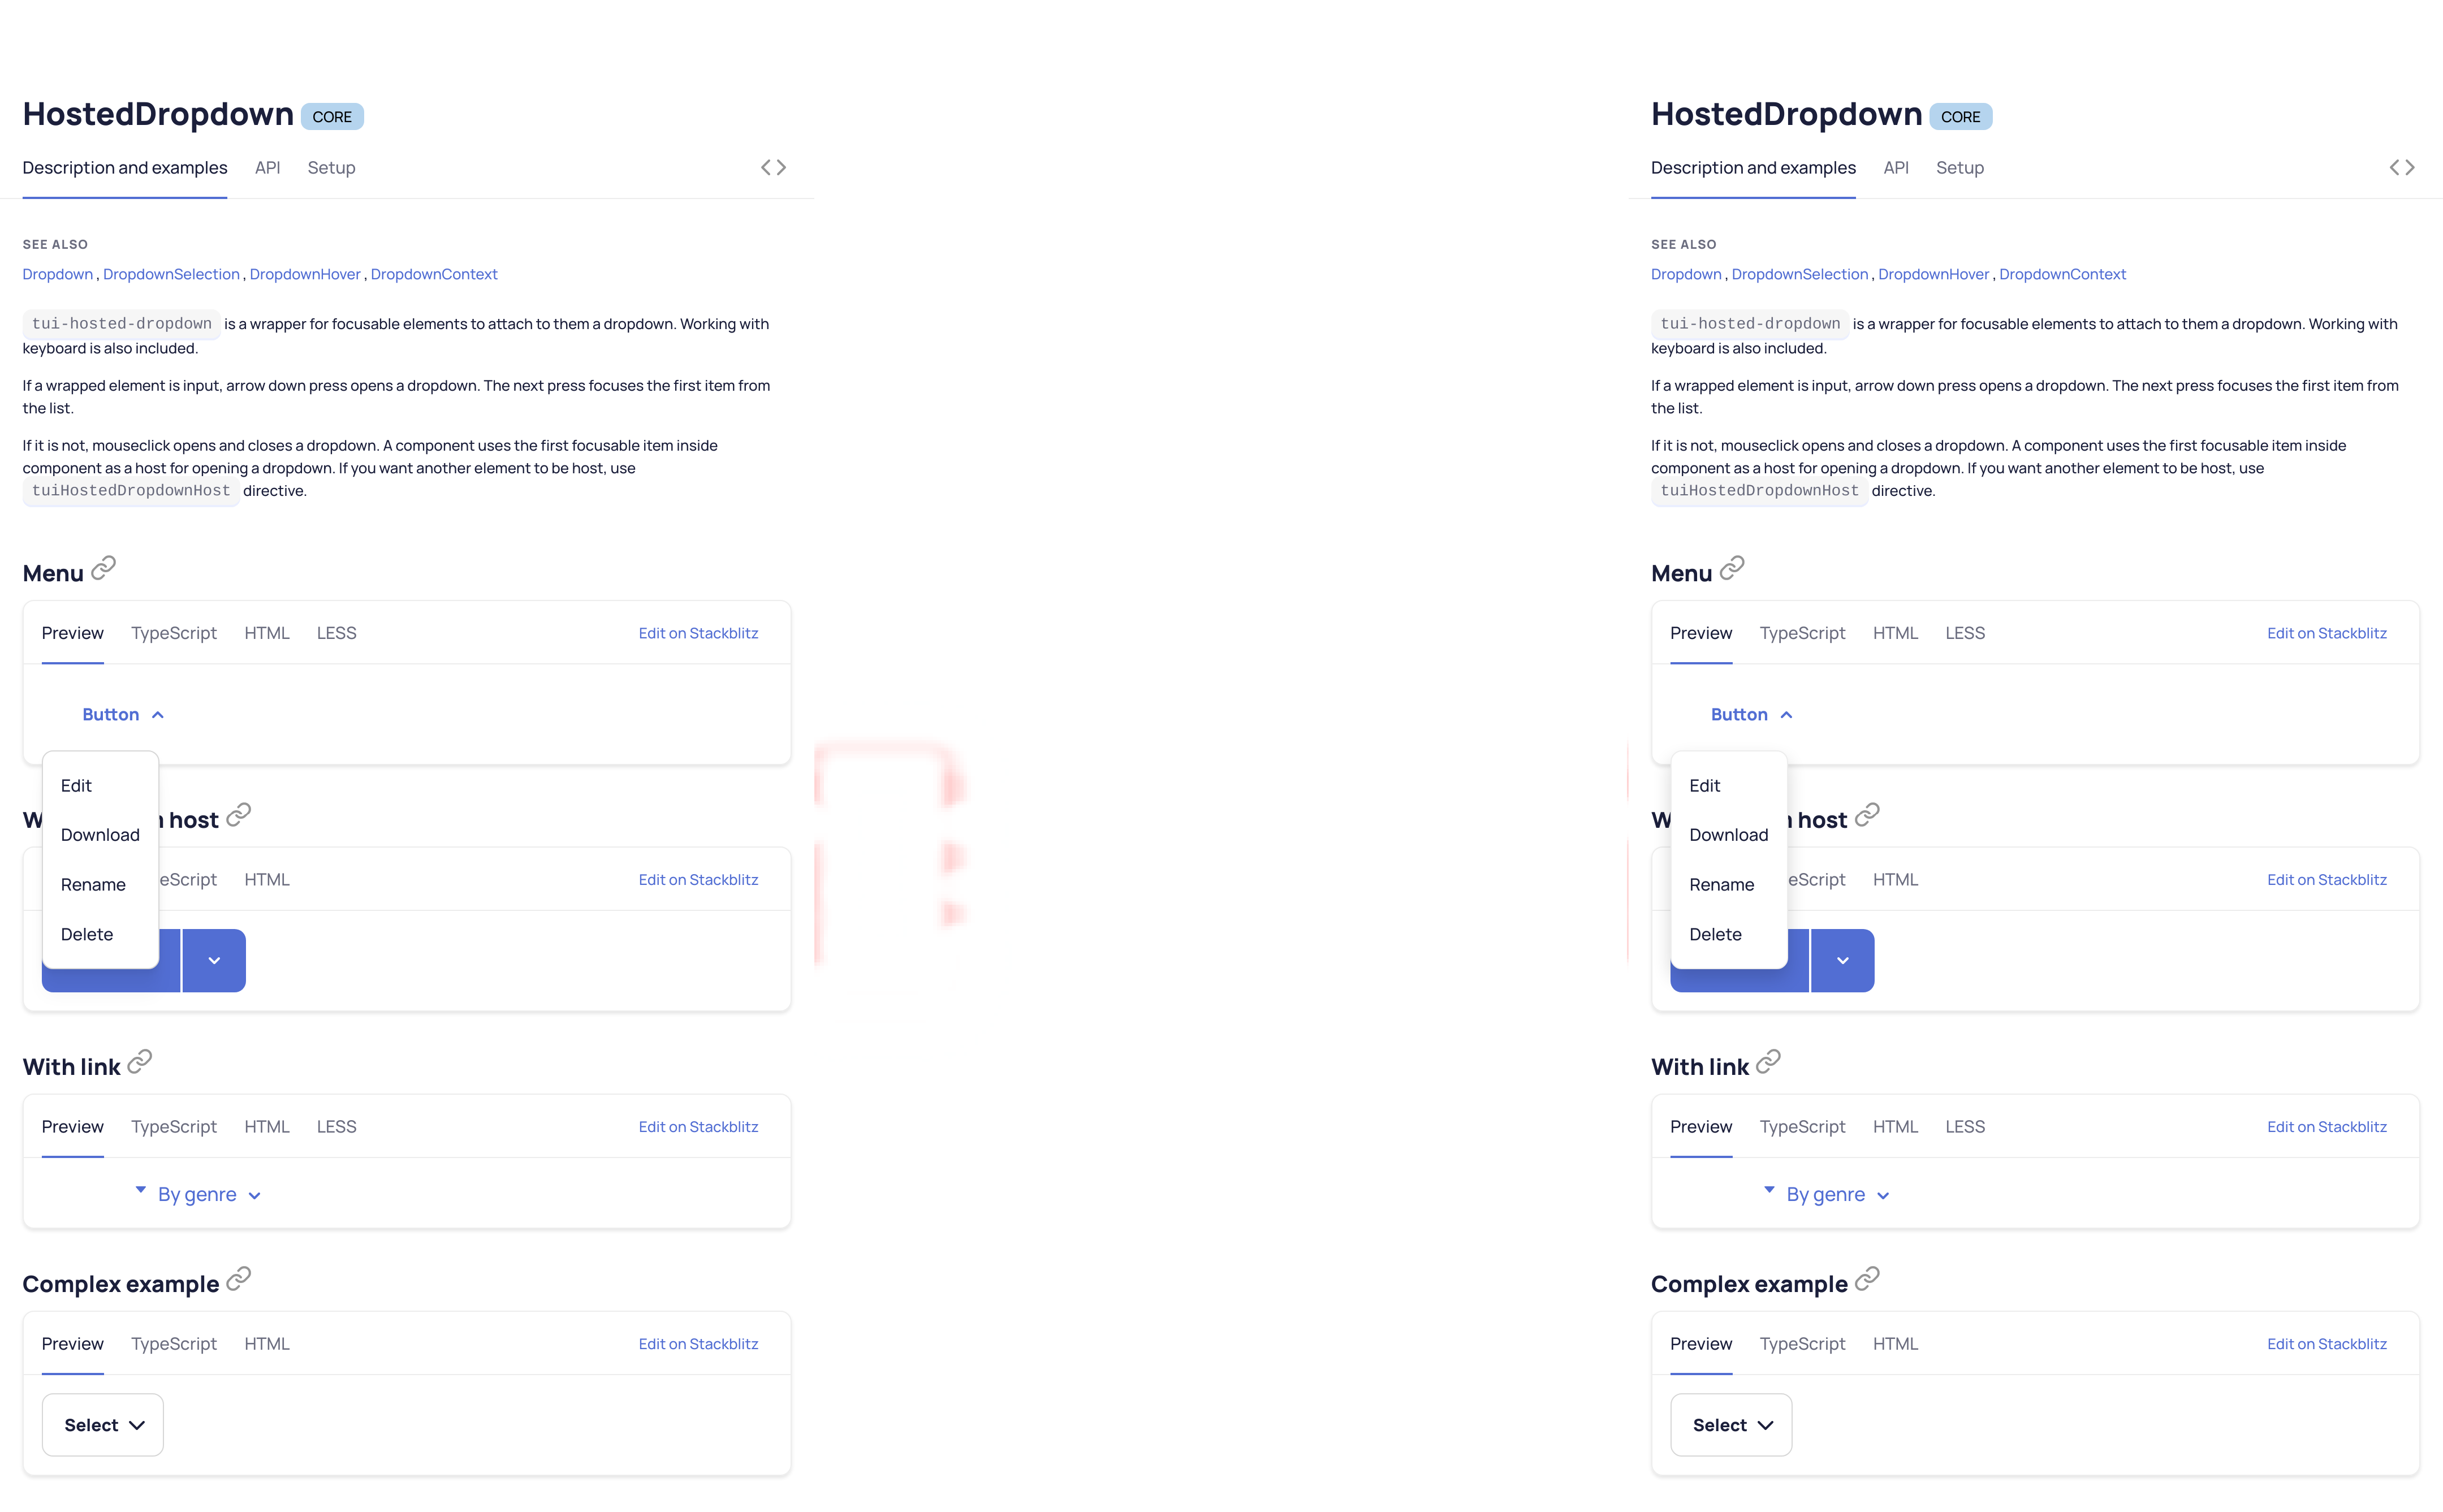 HostedDropdown CORE
Description and examples API Setup
SEE ALSO
Dropdown , DropdownSelection , DropdownHover , DropdownContext
tui-hosted-dropdown is a wrapper for focusable elements to attach to them a dropdown. Working with
keyboard is also included.
If a wrapped element is input, arrow down press opens a dropdown. The next press focuses the first item from
the list.
If it is not, mouseclick opens and closes a dropdown. A component uses the first focusable item inside
component as a host for opening a dropdown. If you want another element to be host, use
tuiHostedDropdownHost directive.
Menu
Preview TypeScript HTML LESS Edit on Stackblitz
Button
Edit
Download
Rename
Delete
host
HTML Edit on Stackblitz
With link
Preview TypeScript HTML LESS Edit on Stackblitz
By genre
Complex example
Preview TypeScript HTML Edit on Stackblitz
Select
HostedDropdown CORE
Description and examples API Setup
SEE ALSO
Dropdown , DropdownSelection , DropdownHover , DropdownContext
tui-hosted-dropdown is a wrapper for focusable elements to attach to them a dropdown. Working with
keyboard is also included.
If a wrapped element is input, arrow down press opens a dropdown. The next press focuses the first item from
the list.
If it is not, mouseclick opens and closes a dropdown. A component uses the first focusable item inside
component as a host for opening a dropdown. If you want another element to be host, use
tuiHostedDropdownHost directive.
Menu
Preview TypeScript HTML LESS Edit on Stackblitz
Button
Edit
Download
Rename
Delete
host
HTML Edit on Stackblitz
With link
Preview TypeScript HTML LESS Edit on Stackblitz
By genre
Complex example
Preview TypeScript HTML Edit on Stackblitz
Select